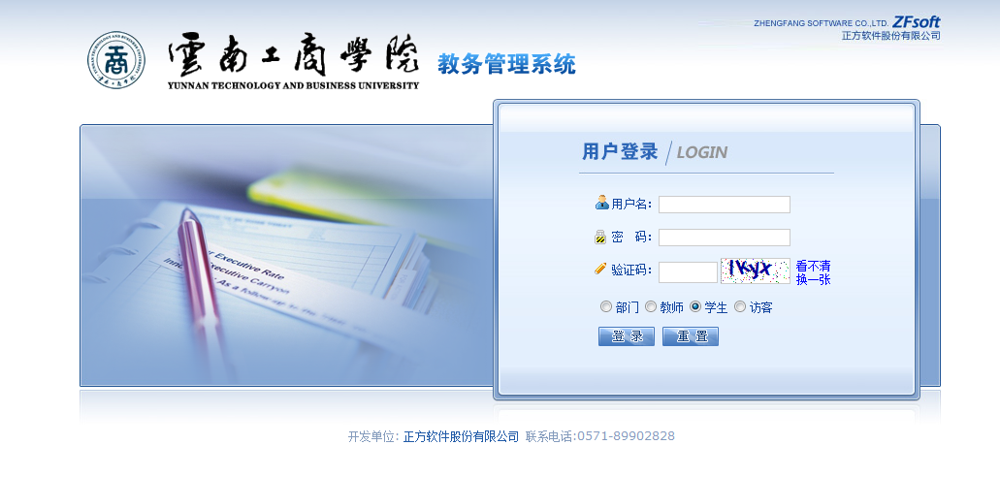 ZHENGFANG SOFTWARE CO.,LTD. ZFsoft
正方软件股份有限公司
雲南工商學院 教务管理系统
YUNNAN TECHNOLOGY AND BUSINESS UNIVERSITY
用户登录 / LOGIN
用户名:
密 码:
验证码: 1kyx 看不清
换一张
部门 教师 学生 访客
登 录 重 置
Executive Rate
Executive Carryon
As a follow-up to the
开发单位: 正方软件股份有限公司 联系电话:0571-89902828